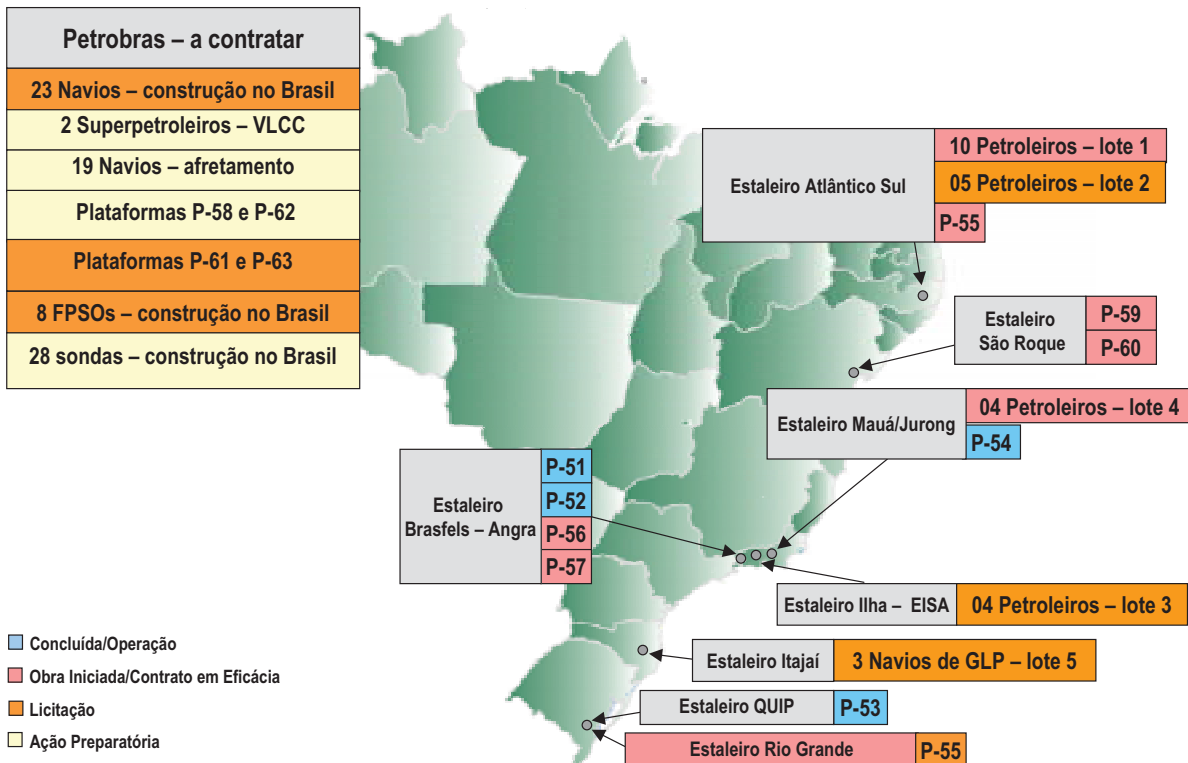 Petrobras – a contratar
23 Navios – construção no Brasil
2 Superpetroleiros – VLCC
19 Navios – afretamento
Plataformas P-58 e P-62
Plataformas P-61 e P-63
8 FPSOs – construção no Brasil
28 sondas – construção no Brasil
Estaleiro Atlântico Sul
10 Petroleiros – lote 1
05 Petroleiros – lote 2
P-55
Estaleiro
São Roque
P-59
P-60
Estaleiro Mauá/Jurong
04 Petroleiros – lote 4
P-54
Estaleiro
Brasfels – Angra
P-51
P-52
P-56
P-57
Estaleiro Ilha – EISA
04 Petroleiros – lote 3
Estaleiro Itajaí
3 Navios de GLP – lote 5
Estaleiro QUIP
P-53
Estaleiro Rio Grande
P-55
Concluída/Operação
Obra Iniciada/Contrato em Eficácia
Licitação
Ação Preparatória